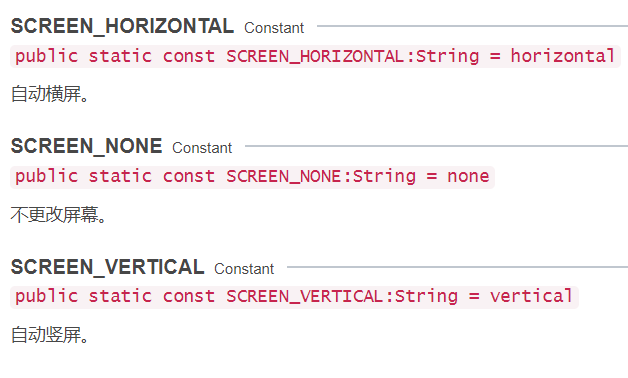 SCREEN_HORIZONTAL Constant
public static const SCREEN_HORIZONTAL:String = horizontal
自动横屏。
SCREEN_NONE Constant
public static const SCREEN_NONE:String = none
不更改屏幕。
SCREEN_VERTICAL Constant
public static const SCREEN_VERTICAL:String = vertical
自动竖屏。